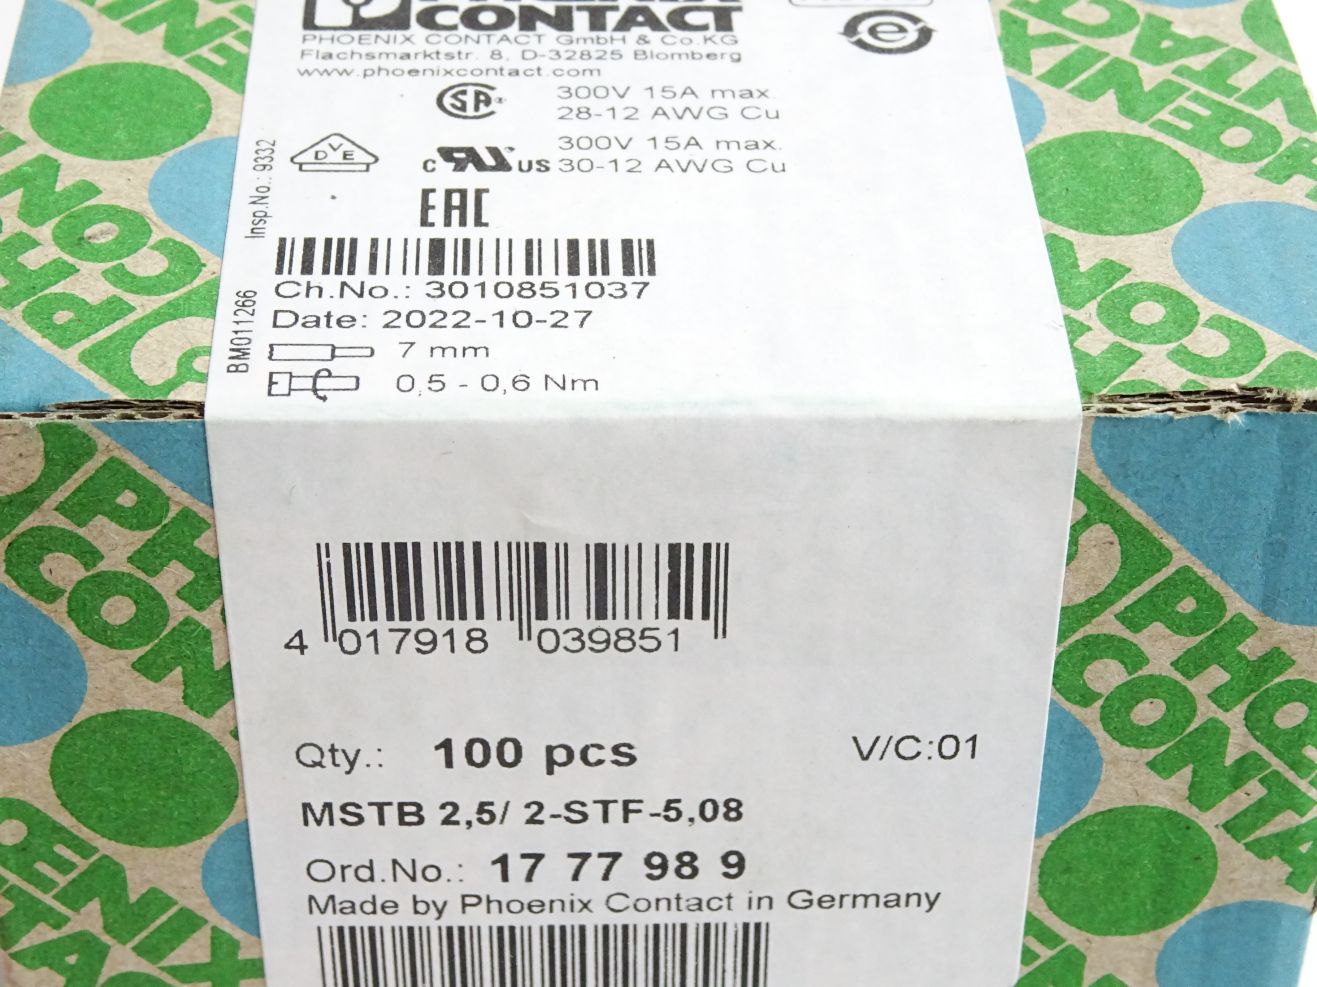 CONTACT
PHOENIX CONTACT GmbH & Co.KG
Flachsmarktstr. 8, D-32825 Blomberg
www.phoenixcontact.com
CSA
300V 15A max.
28-12 AWG Cu
VDE
c RU US
300V 15A max.
30-12 AWG Cu
EAC
Insp.No.: 9332
BM011266
Ch.No.: 3010851037
Date: 2022-10-27
7 mm
0,5 - 0,6 Nm
4 017918 039851
Qty.: 100 pcs
V/C:01
MSTB 2,5/ 2-STF-5,08
Ord.No.: 17 77 98 9
Made by Phoenix Contact in Germany